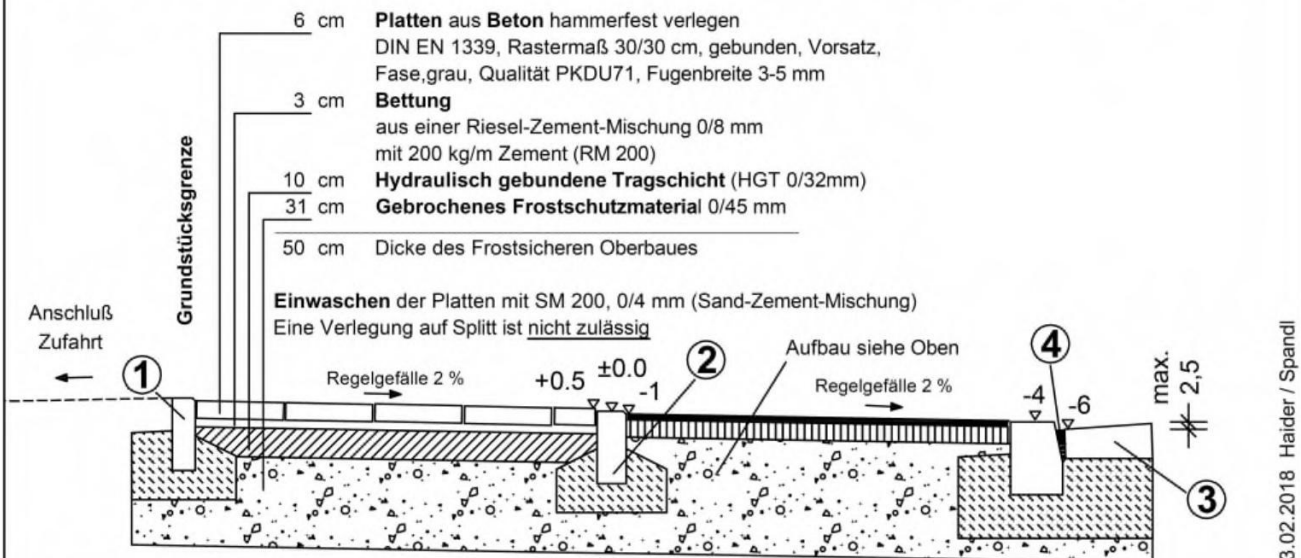 6 cm Platten aus Beton hammerfest verlegen
DIN EN 1339, Rastermaß 30/30 cm, gebunden, Vorsatz,
Fase,grau, Qualität PKDU71, Fugenbreite 3-5 mm
3 cm Bettung
aus einer Riesel-Zement-Mischung 0/8 mm
mit 200 kg/m Zement (RM 200)
10 cm Hydraulisch gebundene Tragschicht (HGT 0/32mm)
31 cm Gebrochenes Frostschutzmaterial 0/45 mm
50 cm Dicke des Frostsicheren Oberbaues
Grundstücksgrenze
Einwaschen der Platten mit SM 200, 0/4 mm (Sand-Zement-Mischung)
Eine Verlegung auf Splitt ist nicht zulässig
Anschluß
Zufahrt
1
Regelgefälle 2 %
+0.5
±0.0
-1
2
Aufbau siehe Oben
Regelgefälle 2 %
4
-4
-6
max.
2,5
3
3.02.2018 Haider / Spandl